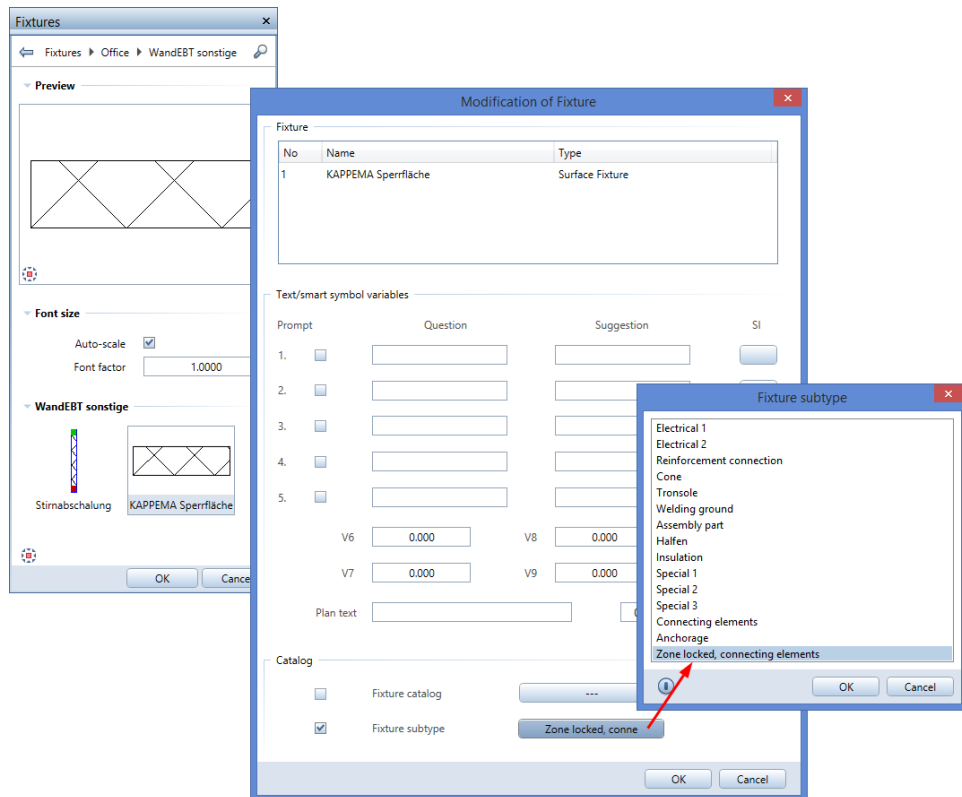 Fixtures
Fixtures Office WandEBT sonstige
Preview
Font size
Auto-scale
Font factor 1.0000
WandEBT sonstige
Stirnabschalung KAPPEMA Sperrfläche
OK Cance
Modification of Fixture
Fixture
No Name Type
1 KAPPEMA Sperrfläche Surface Fixture
Text/smart symbol variables
Prompt Question Suggestion SI
1.
2.
3.
4.
5.
V6 0.000 V8 0.000
V7 0.000 V9 0.000
Plan text
Catalog
Fixture catalog ---
Fixture subtype Zone locked, conne
OK Cancel
Fixture subtype
Electrical 1
Electrical 2
Reinforcement connection
Cone
Tronsole
Welding ground
Assembly part
Halfen
Insulation
Special 1
Special 2
Special 3
Connecting elements
Anchorage
Zone locked, connecting elements
OK Cancel